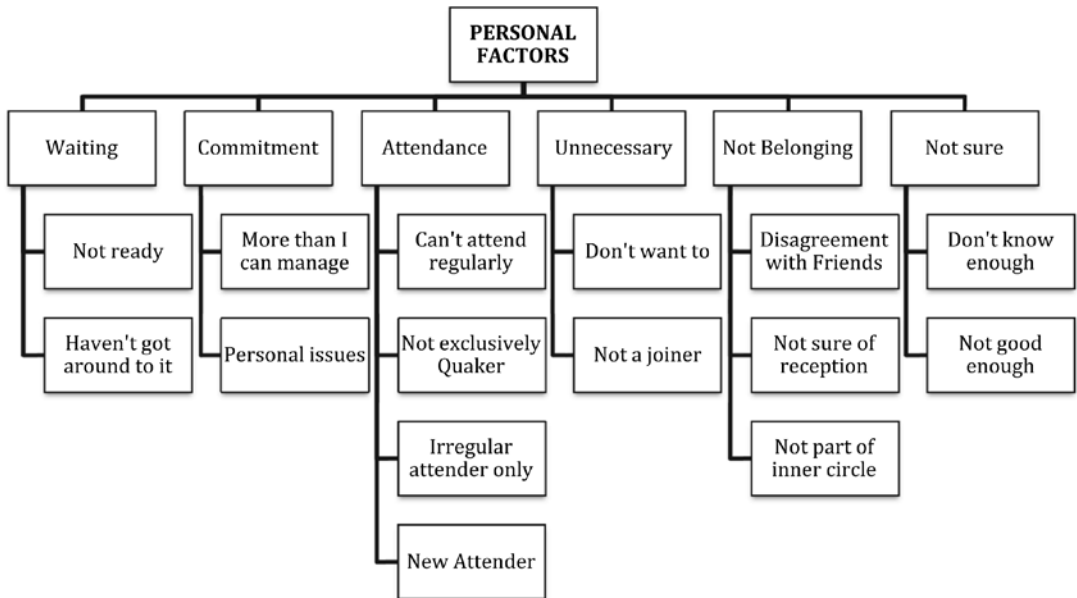 PERSONAL
FACTORS
Waiting
Commitment
Attendance
Unnecessary
Not Belonging
Not sure
Not ready
More than I
can manage
Can't attend
regularly
Don't want to
Disagreement
with Friends
Don't know
enough
Haven't got
around to it
Personal issues
Not exclusively
Quaker
Not a joiner
Not sure of
reception
Not good
enough
Irregular
attender only
Not part of
inner circle
New Attender